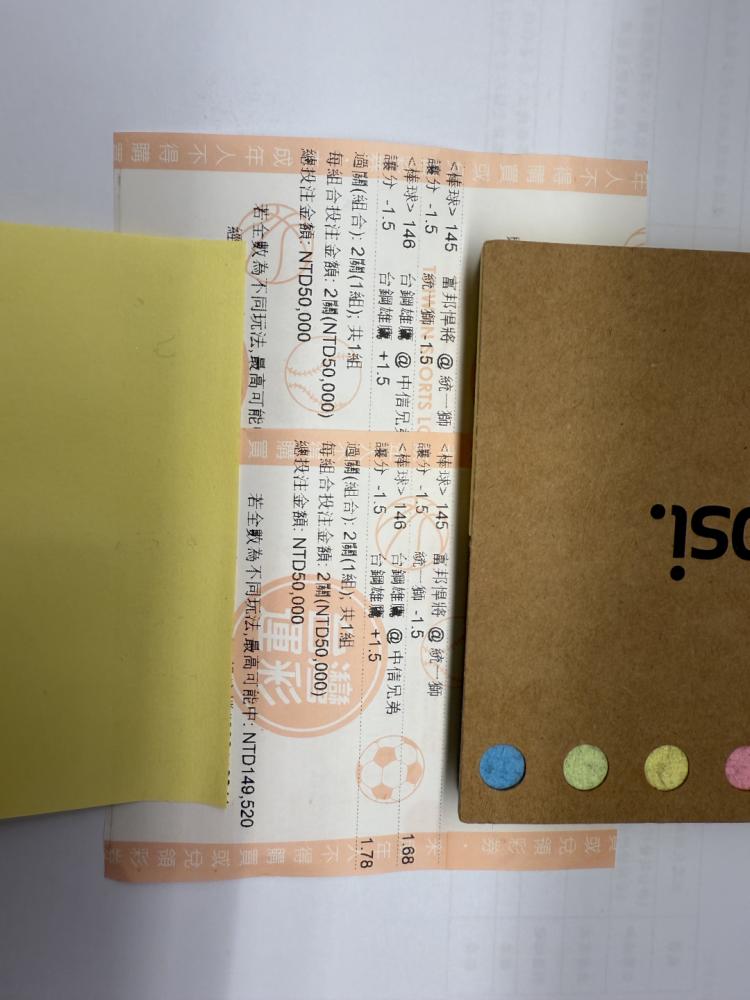 <棒球> 145 富邦悍將 @ 統一獅
讓分 -1.5 統一獅 -1.5
<棒球> 146 台鋼雄鷹 @ 中信兄
讓分 -1.5 台鋼雄鷹 +1.5
過關(組合): 2關(1組); 共1組
每組合投注金額: 2關(NTD50,000)
總投注金額: NTD50,000
若全數為不同玩法,最高可能
<棒球> 145 富邦悍將 @ 統一獅
讓分 -1.5 統一獅 -1.5 1.68
<棒球> 146 台鋼雄鷹 @ 中信兄弟
讓分 -1.5 台鋼雄鷹 +1.5 1.78
過關(組合): 2關(1組); 共1組
每組合投注金額: 2關(NTD50,000)
總投注金額: NTD50,000
若全數為不同玩法,最高可能中: NTD149,520
台灣運彩